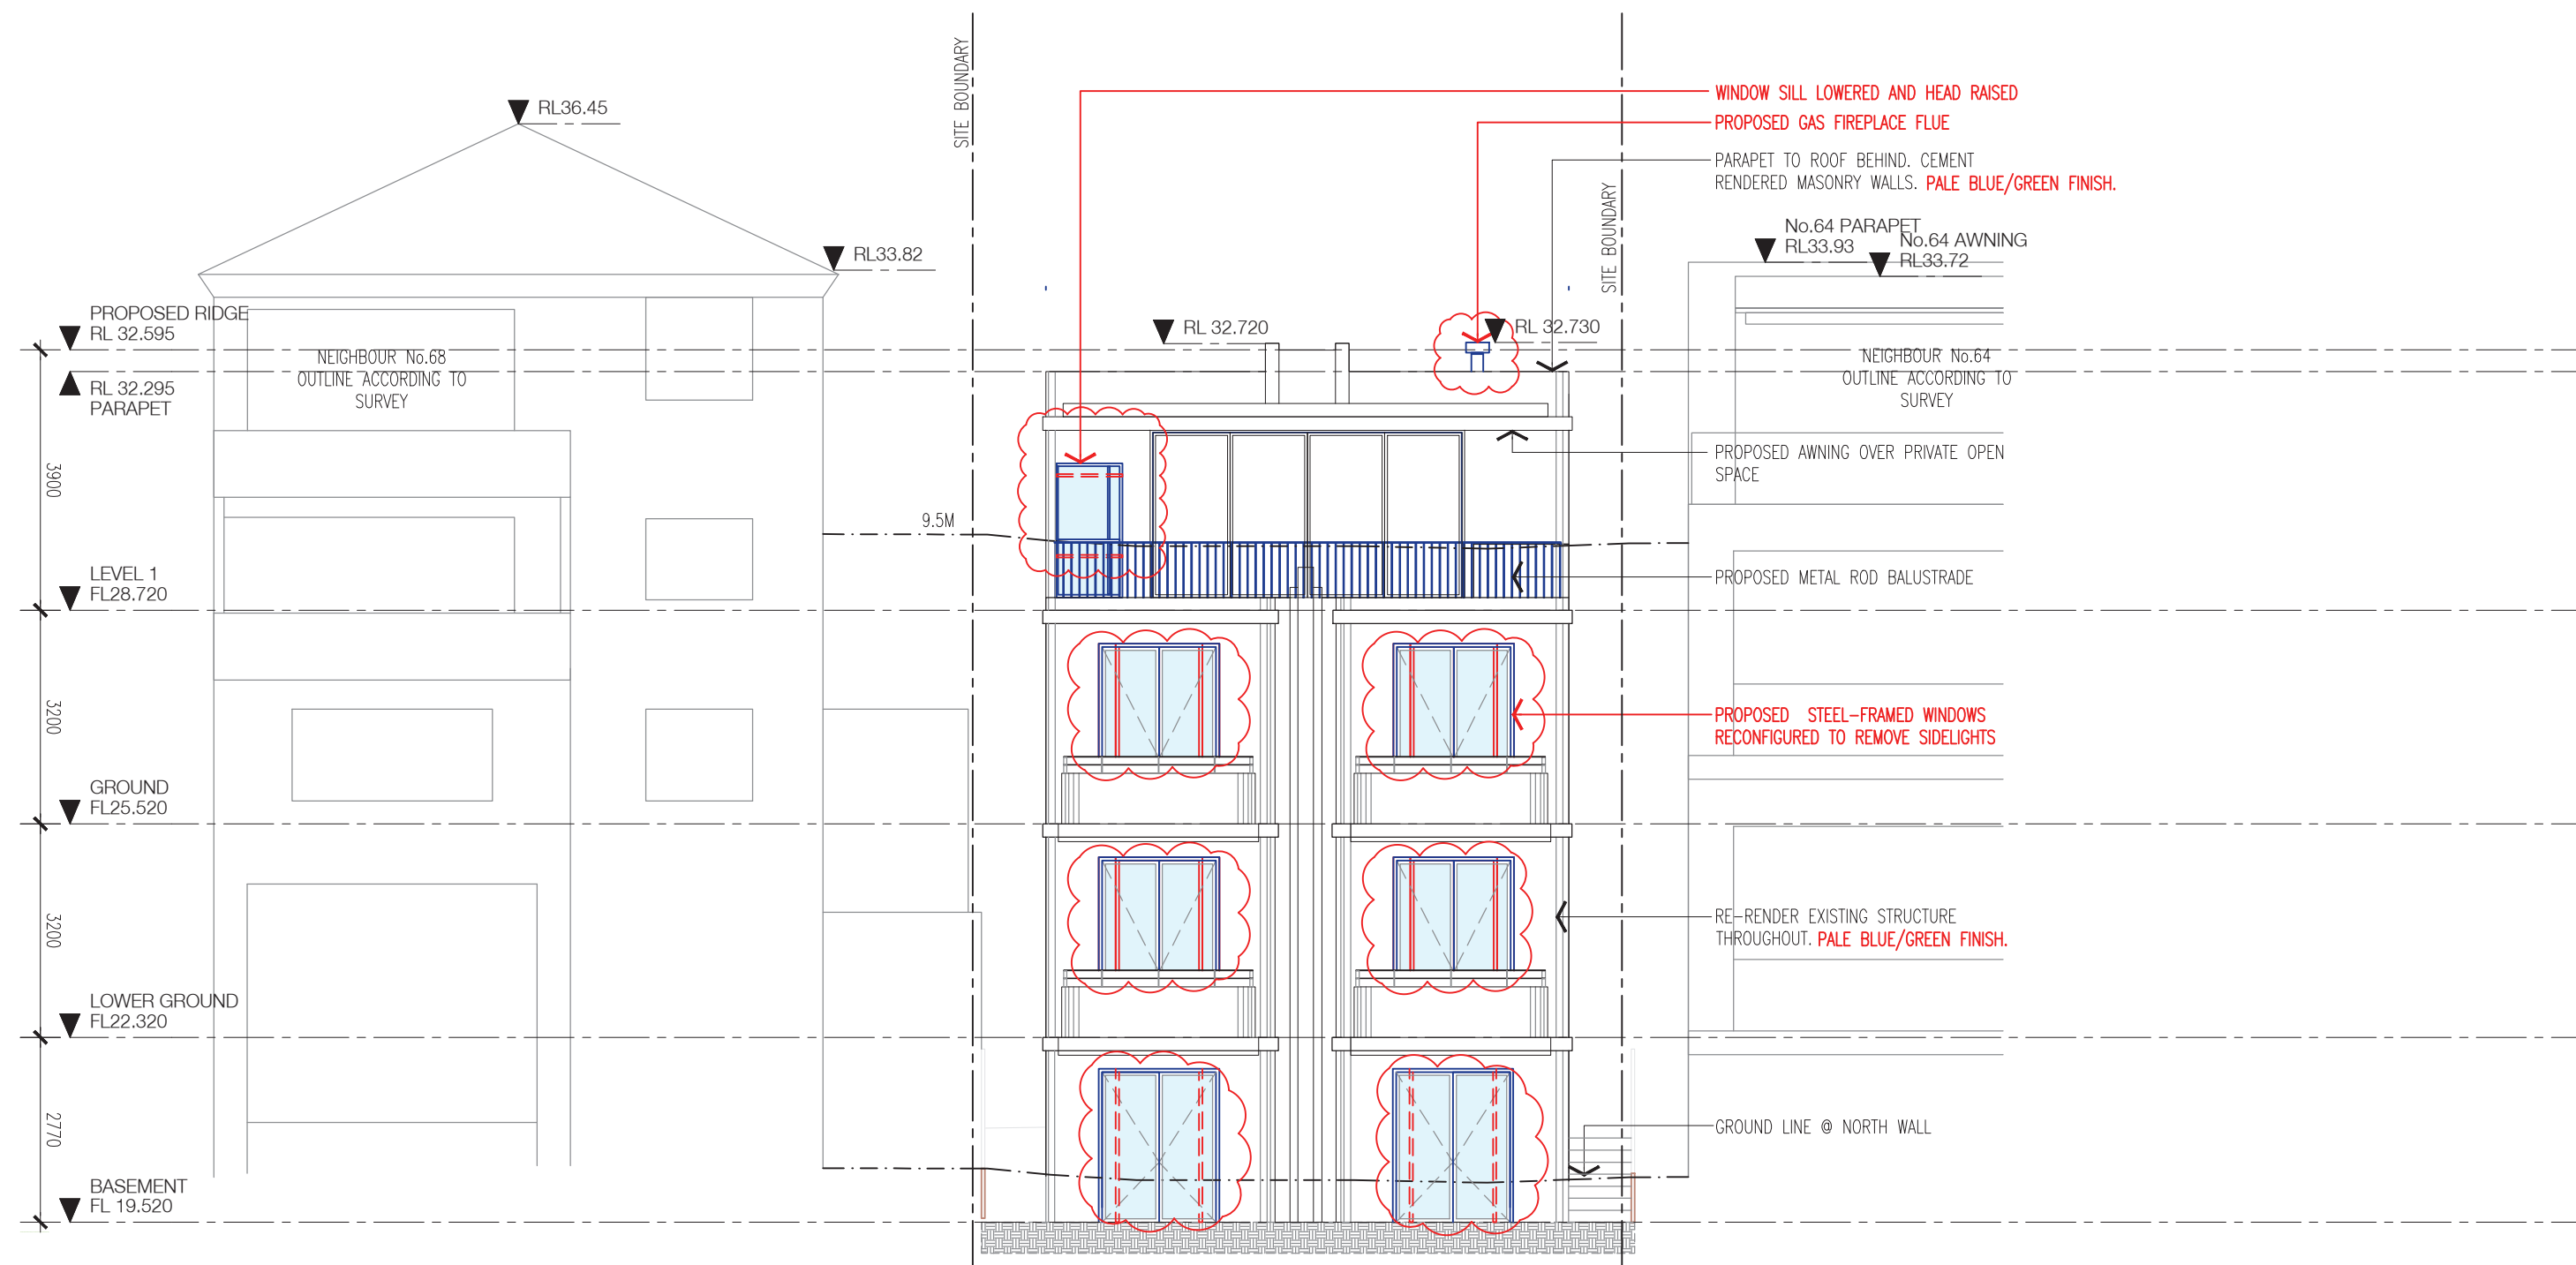 SITE BOUNDARY
WINDOW SILL LOWERED AND HEAD RAISED
RL36.45
PROPOSED GAS FIREPLACE FLUE
PARAPET TO ROOF BEHIND. CEMENT
RENDERED MASONRY WALLS. PALE BLUE/GREEN FINISH.
SITE BOUNDARY
RL33.82
No.64 PARAPET
RL33.93
No.64 AWNING
RL33.72
PROPOSED RIDGE
RL 32.595
RL 32.720
RL 32.730
NEIGHBOUR No.68
OUTLINE ACCORDING TO
SURVEY
NEIGHBOUR No.64
OUTLINE ACCORDING TO
SURVEY
RL 32.295
PARAPET
3900
PROPOSED AWNING OVER PRIVATE OPEN
SPACE
9.5M
LEVEL 1
FL28.720
PROPOSED METAL ROD BALUSTRADE
3200
PROPOSED STEEL-FRAMED WINDOWS
RECONFIGURED TO REMOVE SIDELIGHTS
GROUND
FL25.520
3200
RE-RENDER EXISTING STRUCTURE
THROUGHOUT. PALE BLUE/GREEN FINISH.
LOWER GROUND
FL22.320
2770
GROUND LINE @ NORTH WALL
BASEMENT
FL 19.520